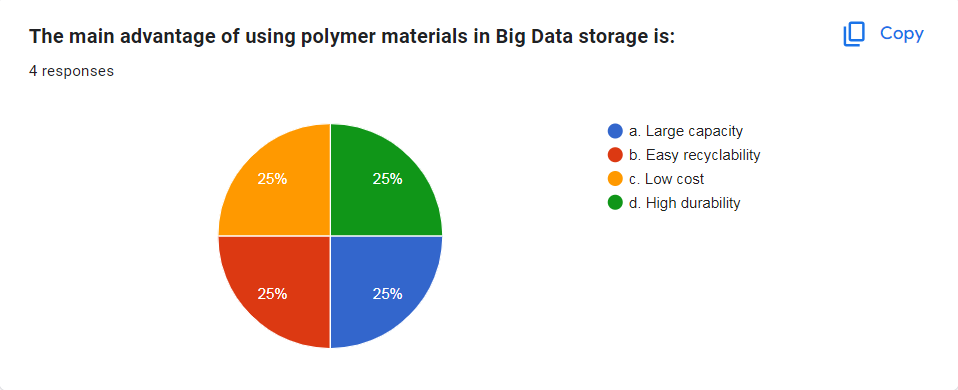 The main advantage of using polymer materials in Big Data storage is:
Copy
4 responses
25%
25%
25%
25%
a. Large capacity
b. Easy recyclability
c. Low cost
d. High durability